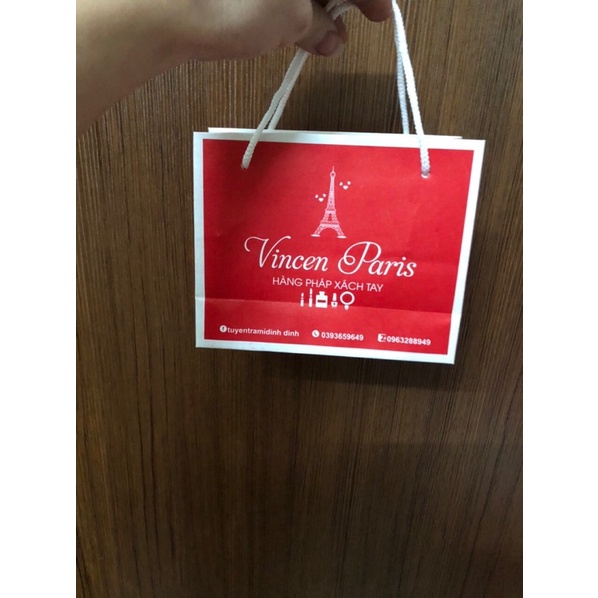 Vincen Paris
HÀNG PHÁP XÁCH TAY
tuyentramidinh dinh 0393659649 0963288949